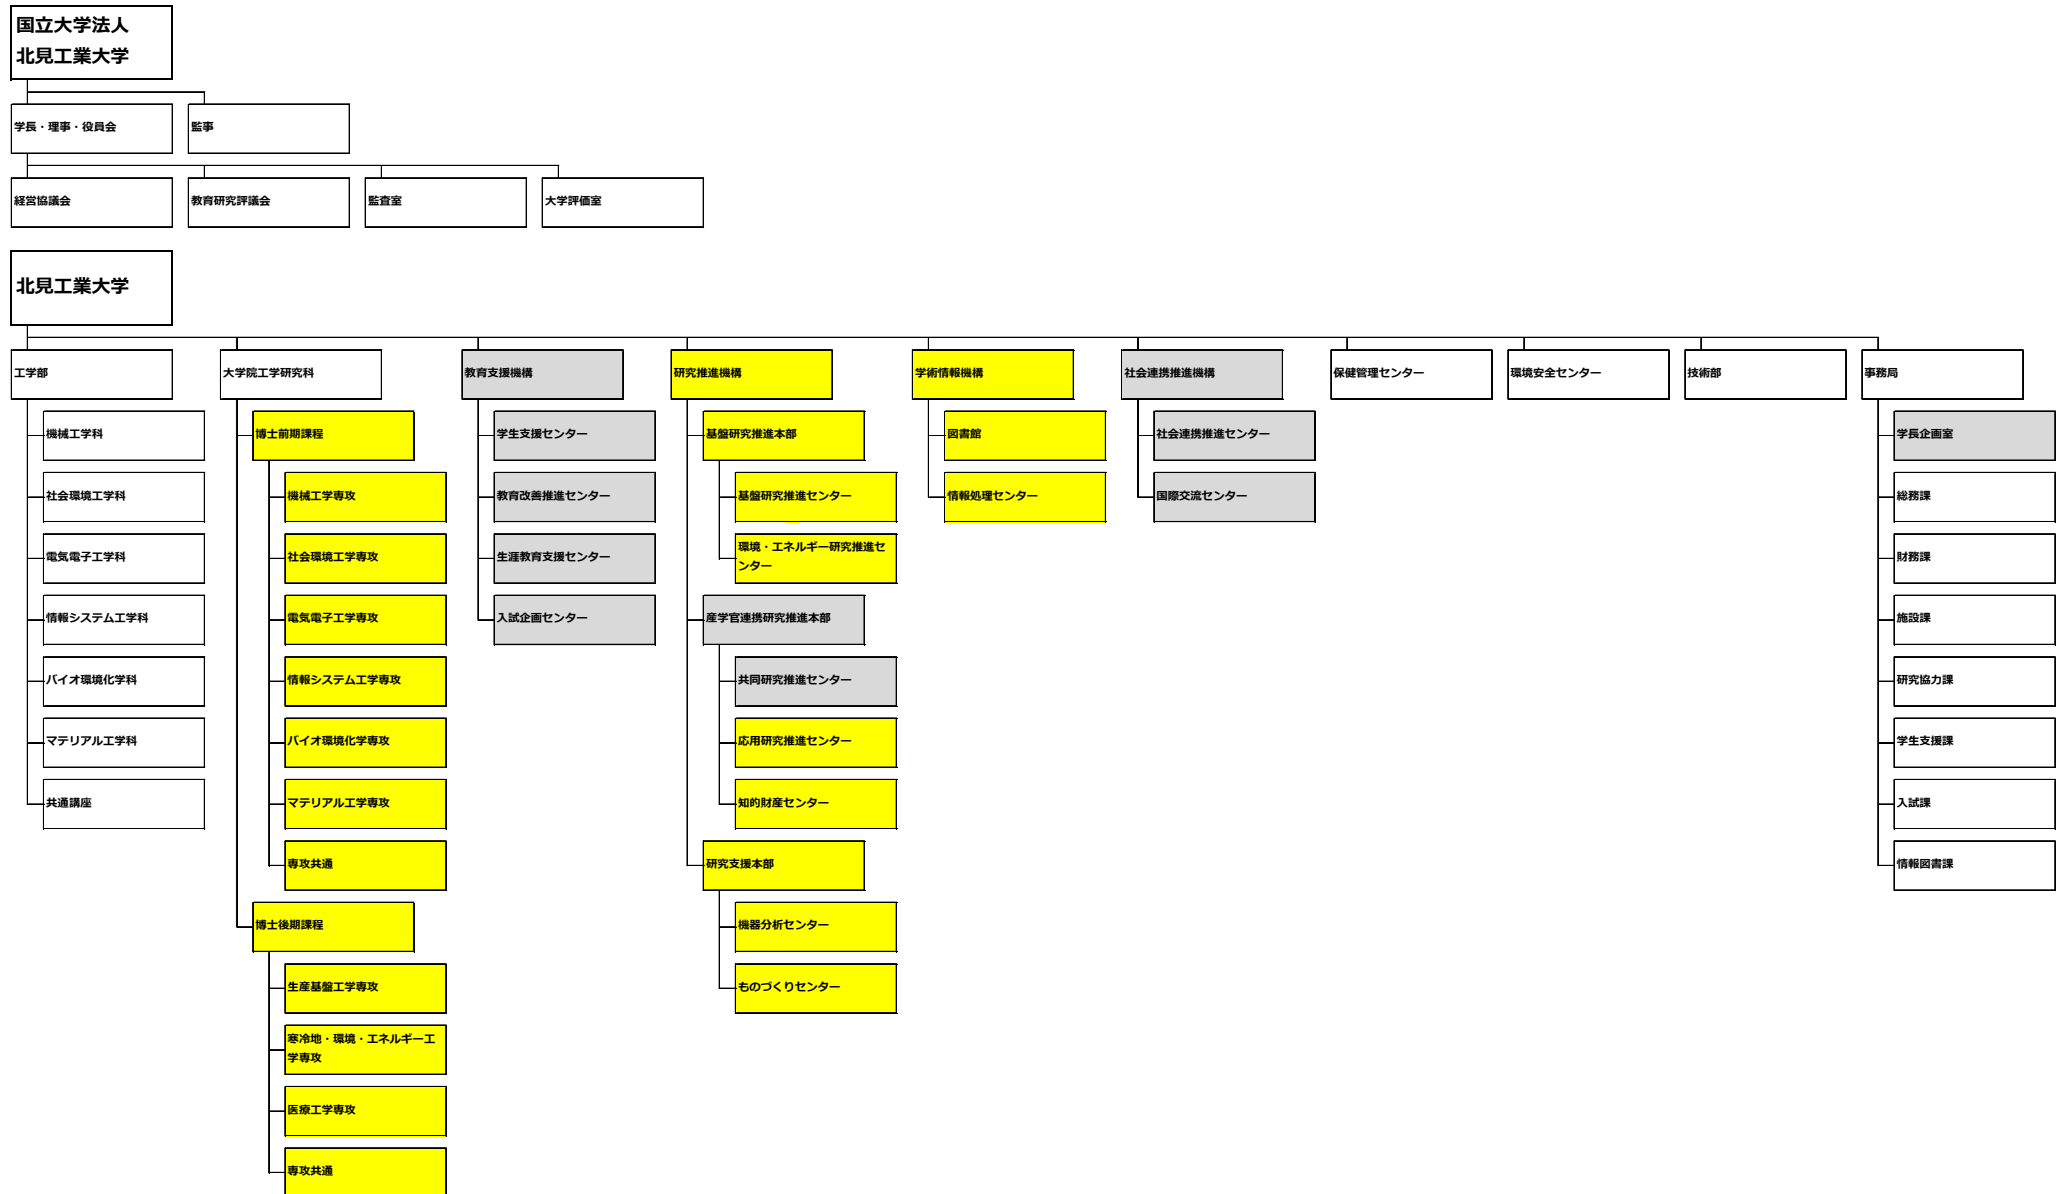 国立大学法人
北見工業大学
学長・理事・役員会
監事
経営協議会
教育研究評議会
監査室
大学評価室
北見工業大学
工学部
大学院工学研究科
教育支援機構
研究推進機構
学術情報機構
社会連携推進機構
保健管理センター
環境安全センター
技術部
事務局
機械工学科
社会環境工学科
電気電子工学科
情報システム工学科
バイオ環境化学科
マテリアル工学科
共通講座
博士前期課程
機械工学専攻
社会環境工学専攻
電気電子工学専攻
情報システム工学専攻
バイオ環境化学専攻
マテリアル工学専攻
専攻共通
博士後期課程
生産基盤工学専攻
寒冷地・環境・エネルギー工
学専攻
医療工学専攻
専攻共通
学生支援センター
教育改善推進センター
生涯教育支援センター
入試企画センター
基盤研究推進本部
基盤研究推進センター
環境・エネルギー研究推進セ
ンター
産学官連携研究推進本部
共同研究推進センター
応用研究推進センター
知的財産センター
研究支援本部
機器分析センター
ものづくりセンター
図書館
情報処理センター
社会連携推進センター
国際交流センター
学長企画室
総務課
財務課
施設課
研究協力課
学生支援課
入試課
情報図書課